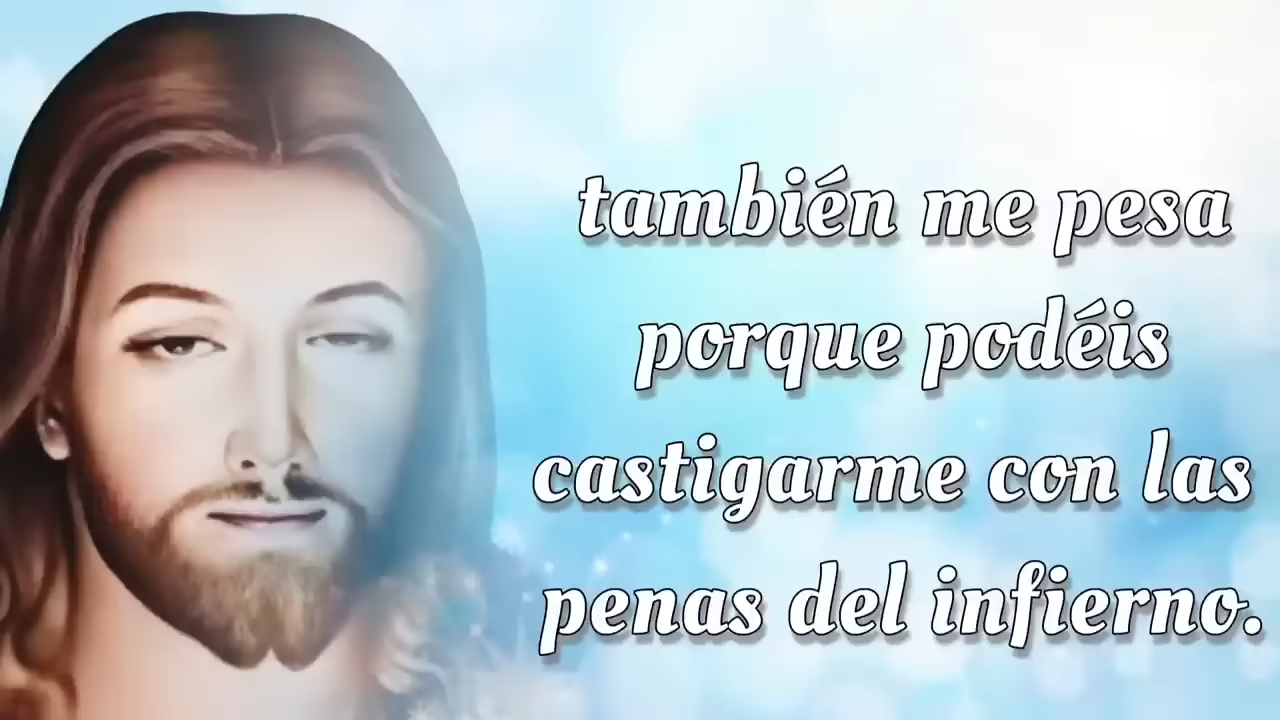 también me pesa
porque podéis
castigarme con las
penas del infierno.